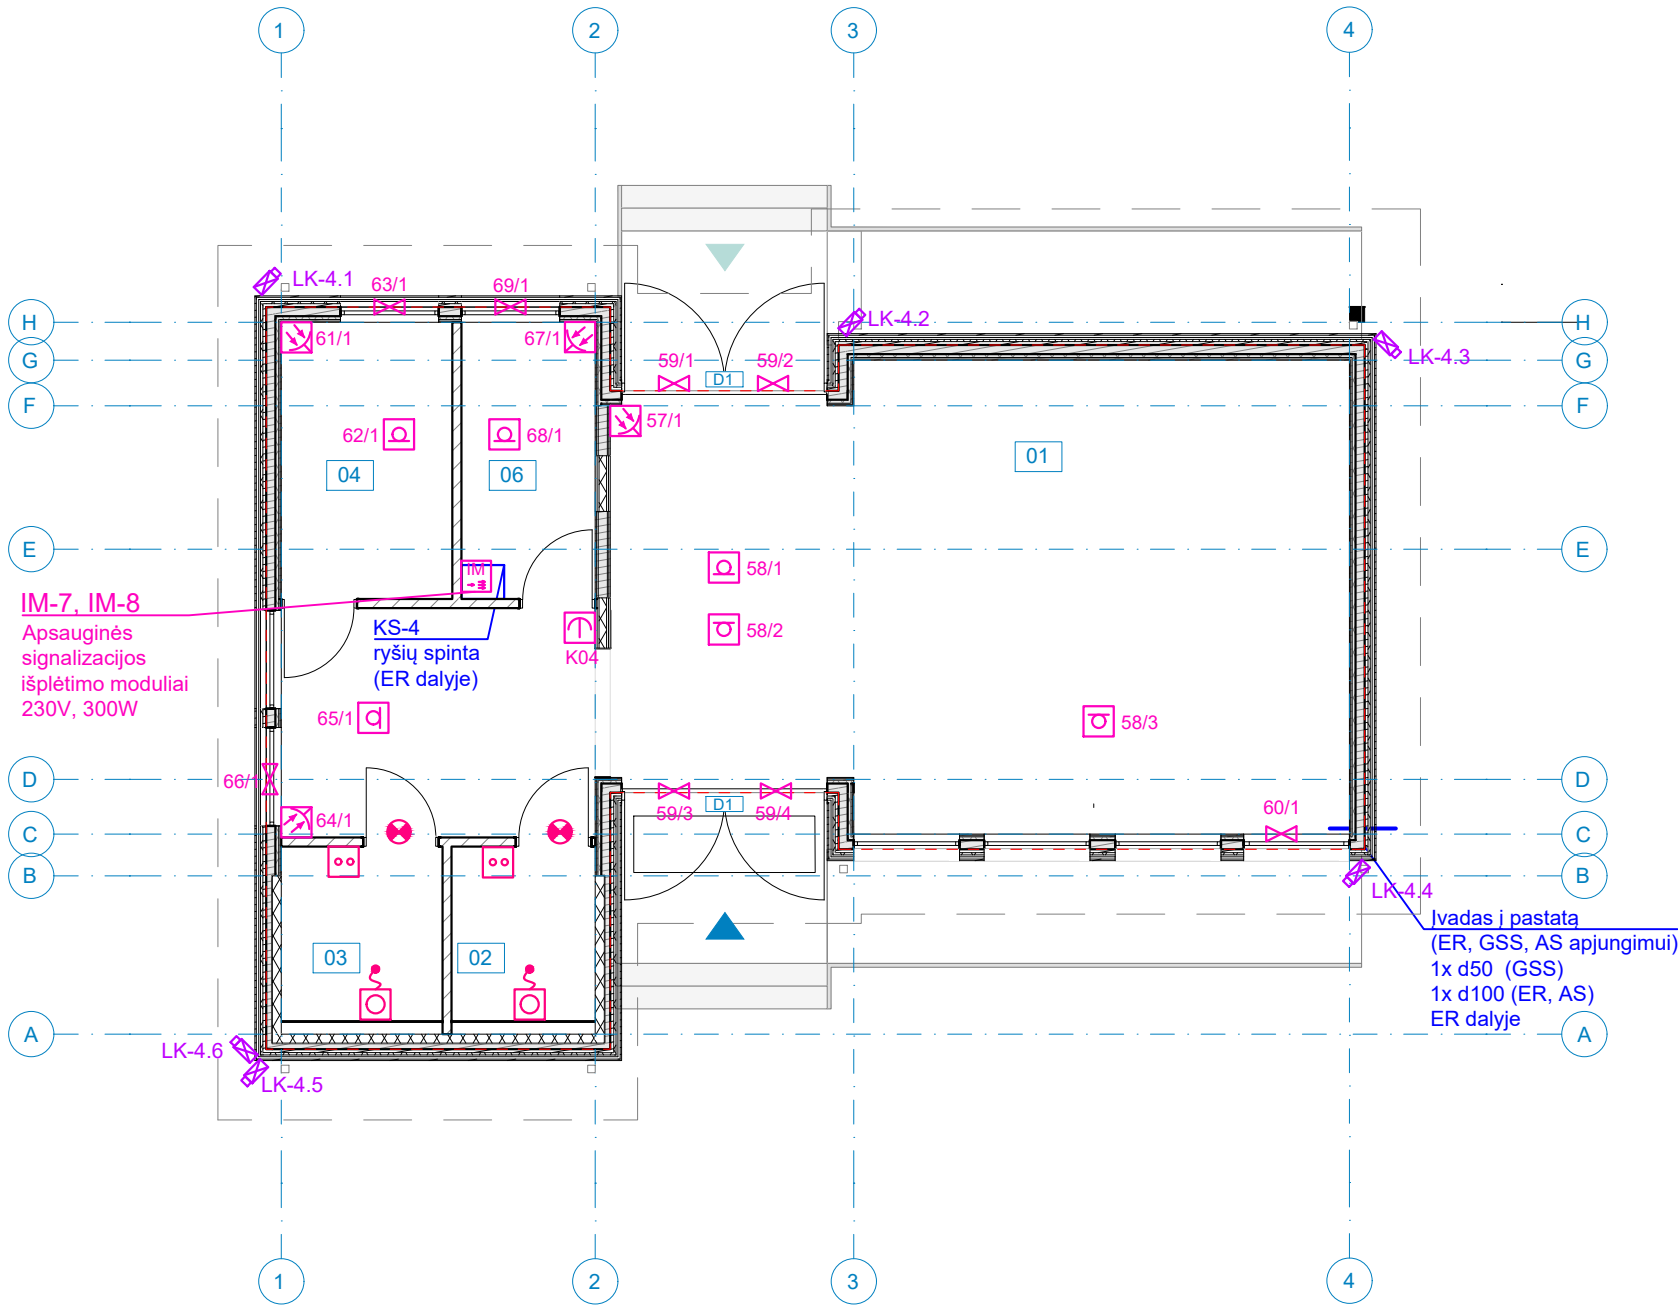 1
2
3
4
LK-4.1
63/1
69/1
LK-4.2
H
61/1
67/1
H
G
59/1
59/2
LK-4.3
G
D1
F
57/1
F
62/1
68/1
01
04
06
E
E
IM
58/1
IM-7, IM-8
Apsauginės
signalizacijos
išplėtimo moduliai
230V, 300W
KS-4
ryšių spinta
(ER dalyje)
K04
58/2
65/1
58/3
D
66/1
D
D1
59/3
59/4
60/1
64/1
C
C
B
B
LK-4.4
Įvadas į pastatą
(ER, GSS, AS apjungimui)
1x d50 (GSS)
1x d100 (ER, AS)
ER dalyje
03
02
A
A
LK-4.6
LK-4.5
1
2
3
4